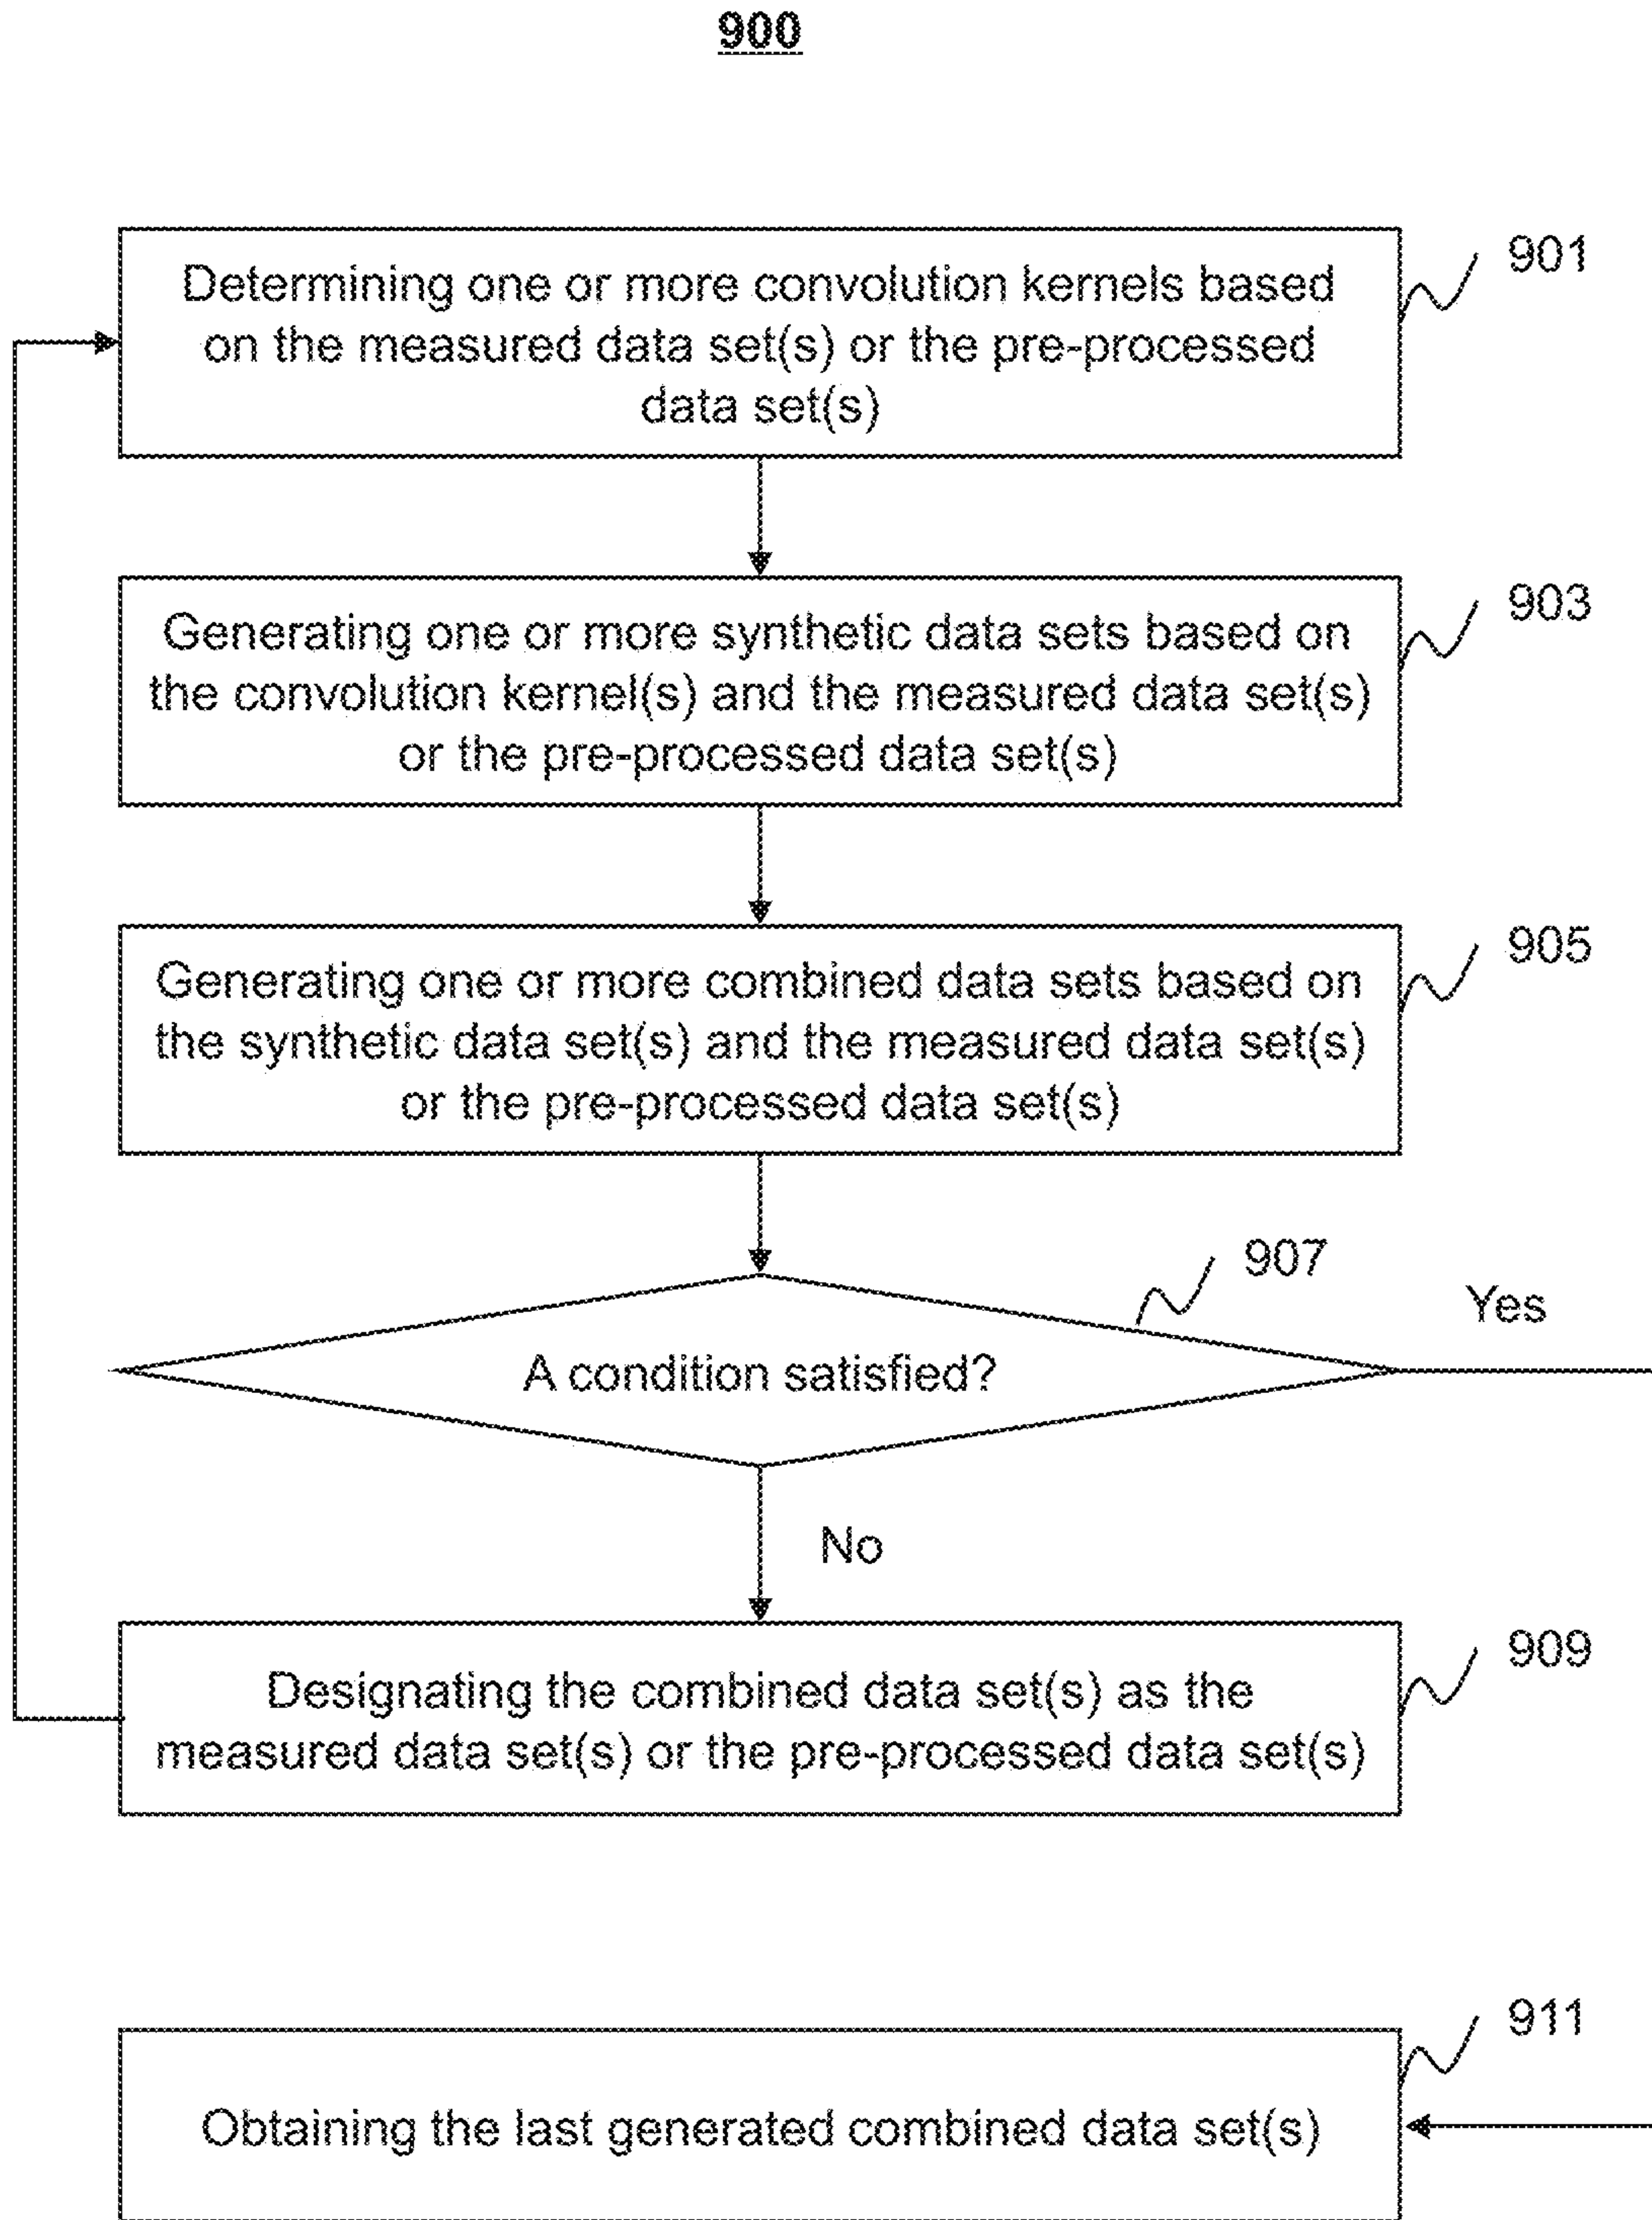 900
901
Determining one or more convolution kernels based
on the measured data set(s) or the pre-processed
data set(s)
903
Generating one or more synthetic data sets based on
the convolution kernel(s) and the measured data set(s)
or the pre-processed data set(s)
905
Generating one or more combined data sets based on
the synthetic data set(s) and the measured data set(s)
or the pre-processed data set(s)
907
Yes
A condition satisfied?
No
909
Designating the combined data set(s) as the
measured data set(s) or the pre-processed data set(s)
911
Obtaining the last generated combined data set(s)